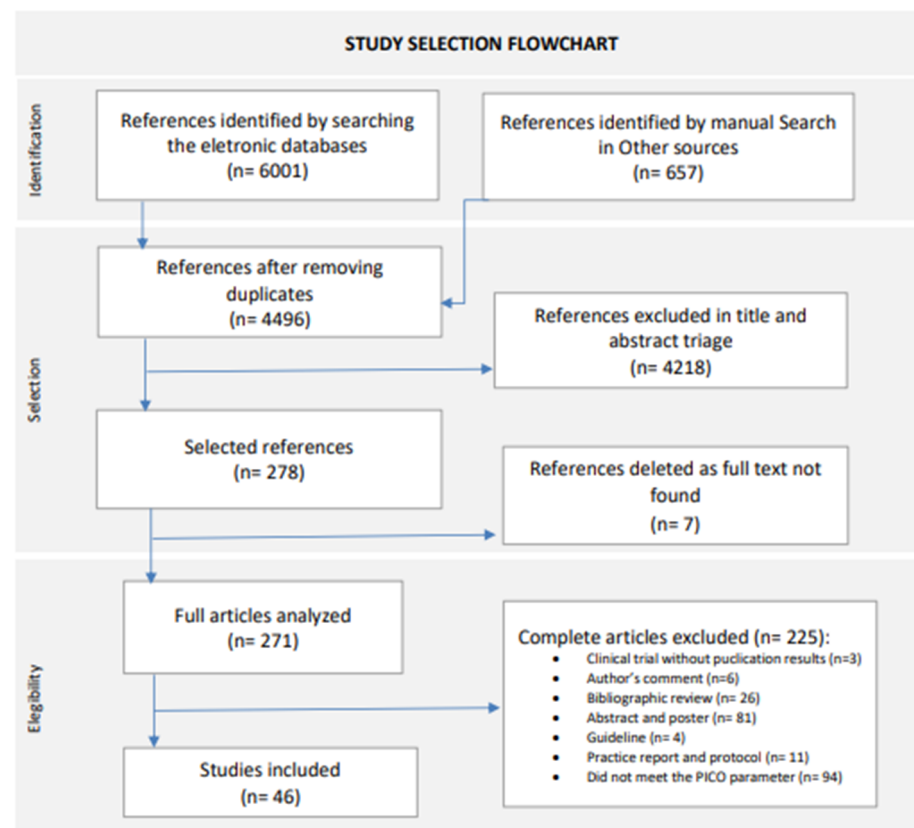 STUDY SELECTION FLOWCHART
Identification
References identified by searching
the eletronic databases
(n= 6001)
References identified by manual Search
in Other sources
(n= 657)
Selection
References after removing
duplicates
(n= 4496)
References excluded in title and
abstract triage
(n= 4218)
Selected references
(n= 278)
References deleted as full text not
found
(n= 7)
Elegibility
Full articles analyzed
(n= 271)
Complete articles excluded (n= 225):
• Clinical trial without puclication results (n=3)
• Author's comment (n=6)
• Bibliographic review (n= 26)
• Abstract and poster (n= 81)
• Guideline (n= 4)
• Practice report and protocol (n= 11)
• Did not meet the PICO parameter (n= 94)
Studies included
(n= 46)